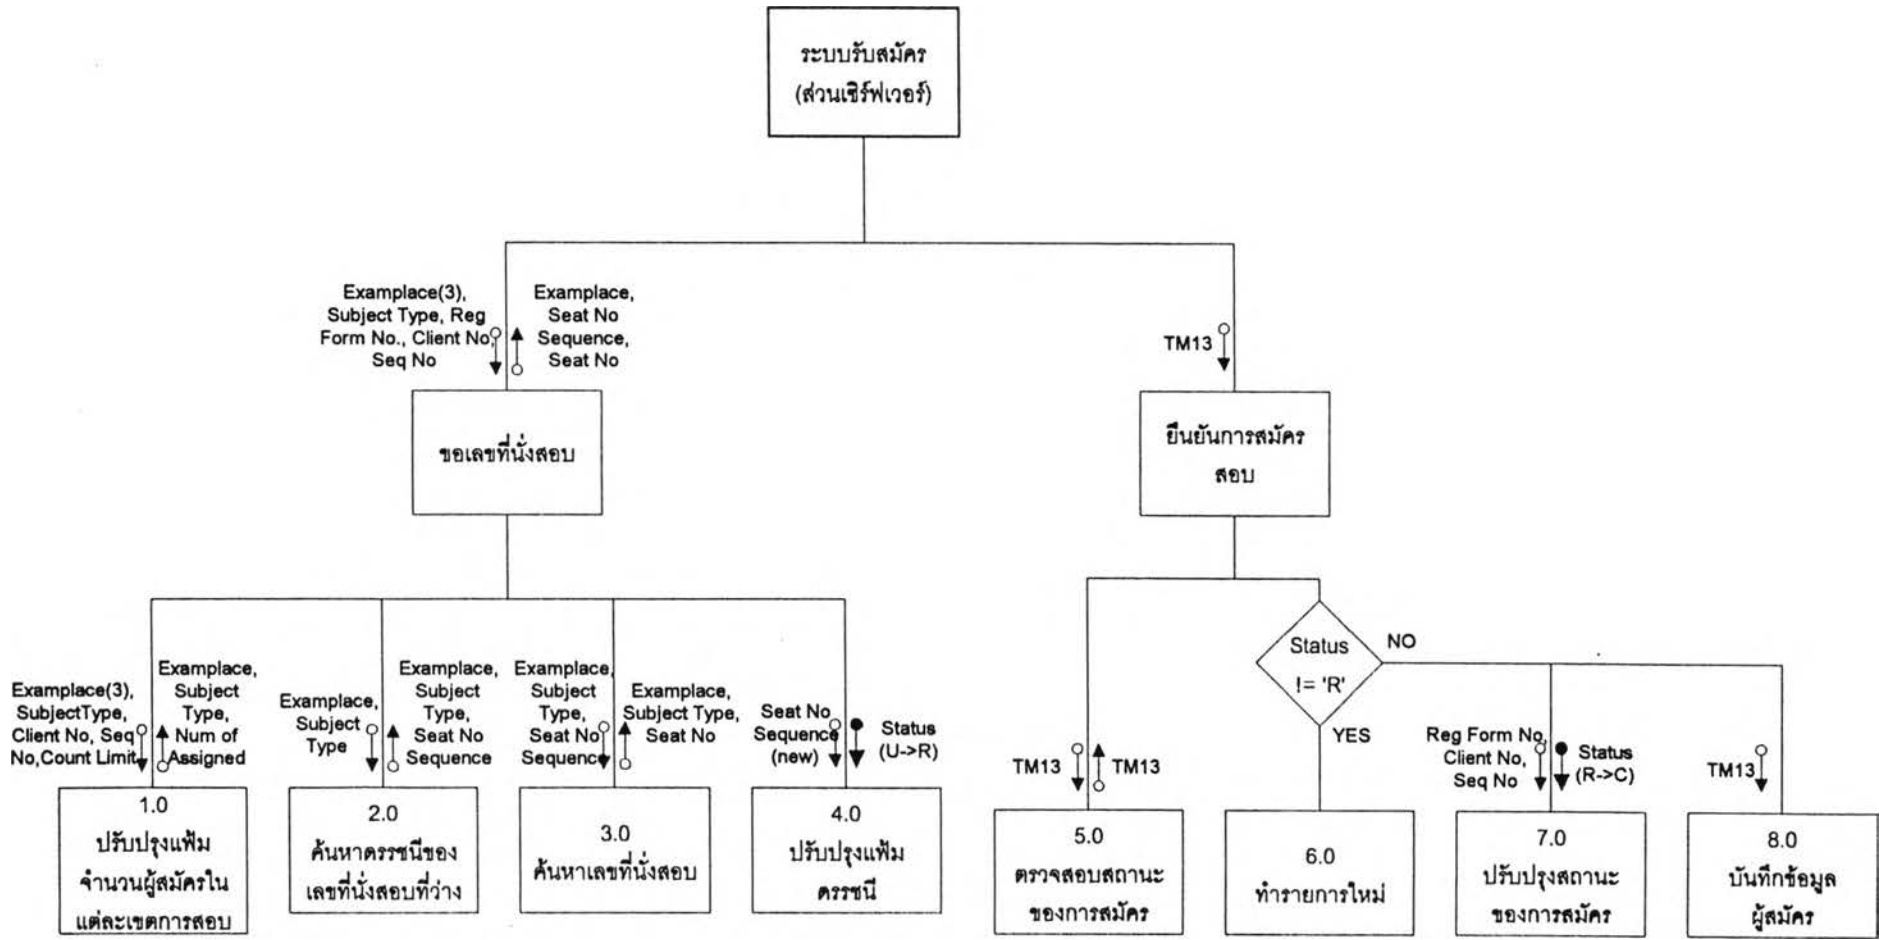 ระบบรับสมัคร
(ส่วนเซิร์ฟเวอร์)
Examplace(3),
Subject Type, Reg
Form No., Client No,
Seq No
Examplace,
Seat No
Sequence,
Seat No
TM13
ขอเลขที่นั่งสอบ
ยืนยันการสมัคร
สอบ
Examplace(3),
SubjectType,
Client No, Seq
No,Count Limit
Examplace,
Subject
Type,
Num of
Assigned
Examplace,
Subject
Type
Examplace,
Subject
Type,
Seat No
Sequence
Examplace,
Subject
Type,
Seat No
Sequence
Examplace,
Subject Type,
Seat No
Seat No
Sequence
(new)
Status
(U->R)
TM13
TM13
Status
!= 'R'
NO
YES
Reg Form No,
Client No,
Seq No
Status
(R->C)
TM13
1.0
ปรับปรุงแฟ้ม
จำนวนผู้สมัครใน
แต่ละเขตการสอบ
2.0
ค้นหาดรรชนีของ
เลขที่นั่งสอบที่ว่าง
3.0
ค้นหาเลขที่นั่งสอบ
4.0
ปรับปรุงแฟ้ม
ดรรชนี
5.0
ตรวจสอบสถานะ
ของการสมัคร
6.0
ทำรายการใหม่
7.0
ปรับปรุงสถานะ
ของการสมัคร
8.0
บันทึกข้อมูล
ผู้สมัคร